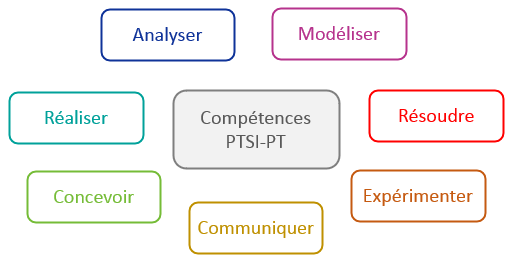 Analyser
Modéliser
Réaliser
Compétences
PTSI-PT
Résoudre
Concevoir
Expérimenter
Communiquer